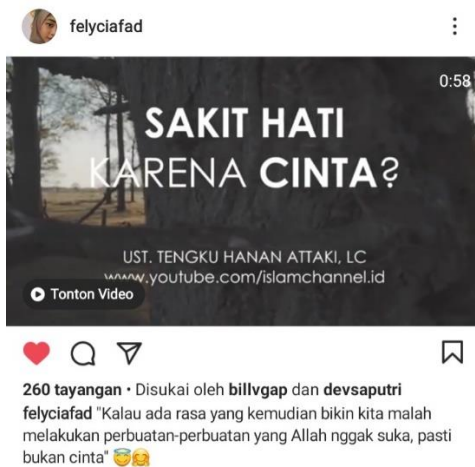 felyciafad
0:58
SAKIT HATI
KARENA CINTA?
UST. TENGKU HANAN ATTAKI, LC
www.youtube.com/islamchannel.id
Tonton Video
260 tayangan • Disukai oleh billvgap dan devsaputri
felyciafad "Kalau ada rasa yang kemudian bikin kita malah
melakukan perbuatan-perbuatan yang Allah nggak suka, pasti
bukan cinta" 😇🤗